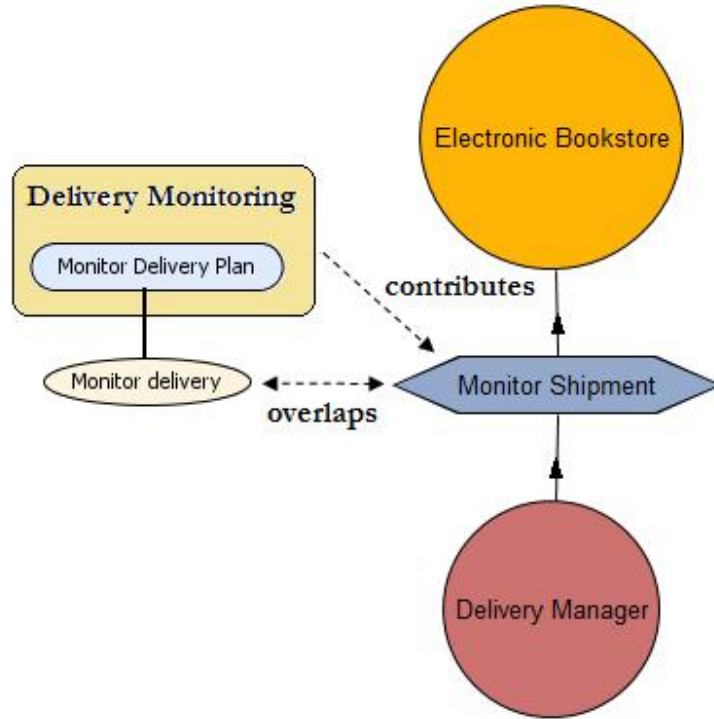 Electronic Bookstore
Delivery Monitoring
Monitor Delivery Plan
contributes
Monitor delivery
overlaps
Monitor Shipment
Delivery Manager